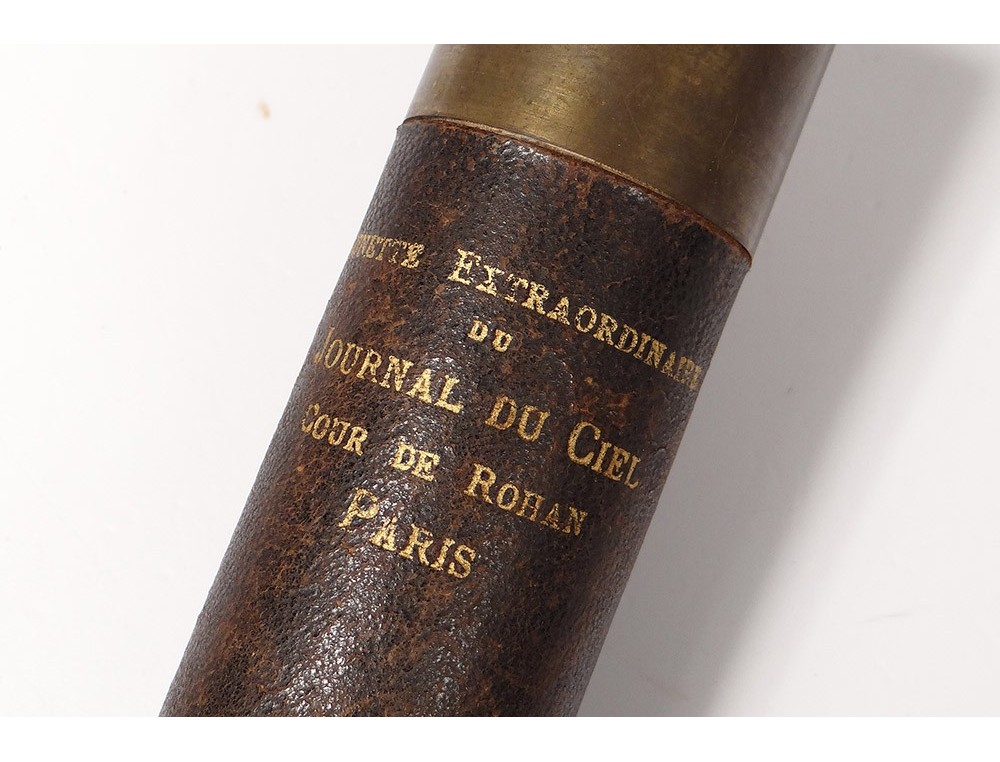 Extraordinaire
du
Journal du Ciel
Cour de Rohan
Paris